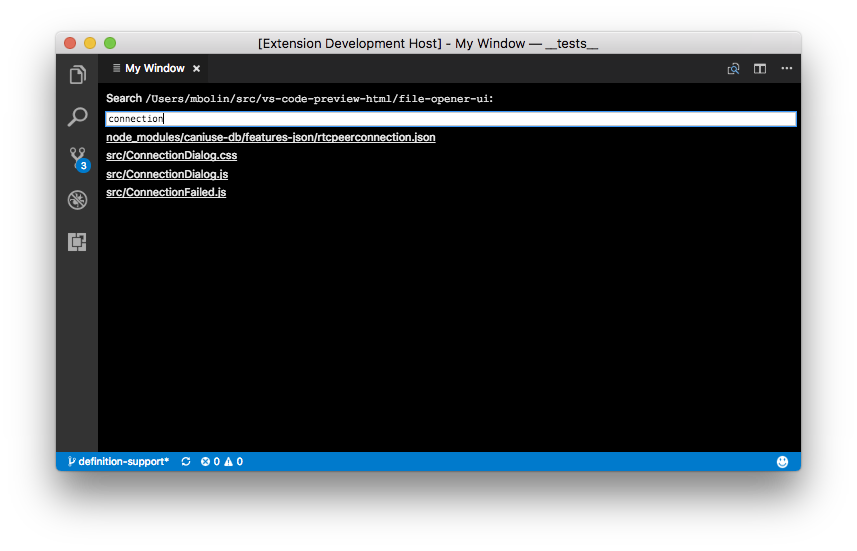 [Extension Development Host] - My Window — __tests__
My Window
Search /Users/mbolin/src/vs-code-preview-html/file-opener-ui:
connection
node_modules/caniuse-db/features-json/rtcpeerconnection.json
src/ConnectionDialog.css
3
src/ConnectionDialog.js
src/ConnectionFailed.js
definition-support* 0 0